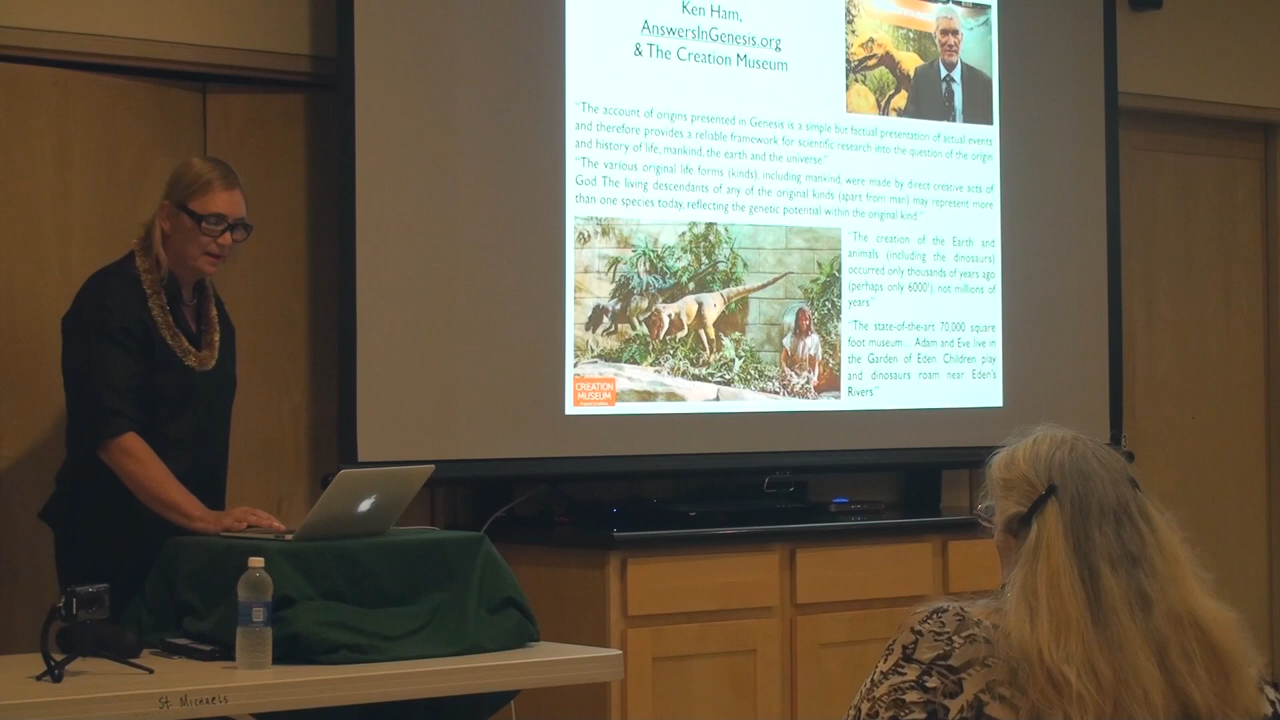 Ken Ham,
AnswersInGenesis.org
& The Creation Museum
"The account of origins presented in Genesis is a simple but factual presentation of actual events
and therefore provides a reliable framework for scientific research into the question of the origin
and history of life, mankind, the earth and the universe."
"The various original life forms (kinds), including mankind, were made by direct creative acts of
God. The living descendants of any of the original kinds (apart from man) may represent more
than one species today, reflecting the genetic potential within the original kind."
"The creation of the Earth and
animals (including the dinosaurs)
occurred only thousands of years ago
(perhaps only 6000!), not millions of
years"
"The state-of-the-art 70,000 square
foot museum... Adam and Eve live in
the Garden of Eden. Children play
and dinosaurs roam near Eden's
Rivers"
CREATION
MUSEUM
St Michaels